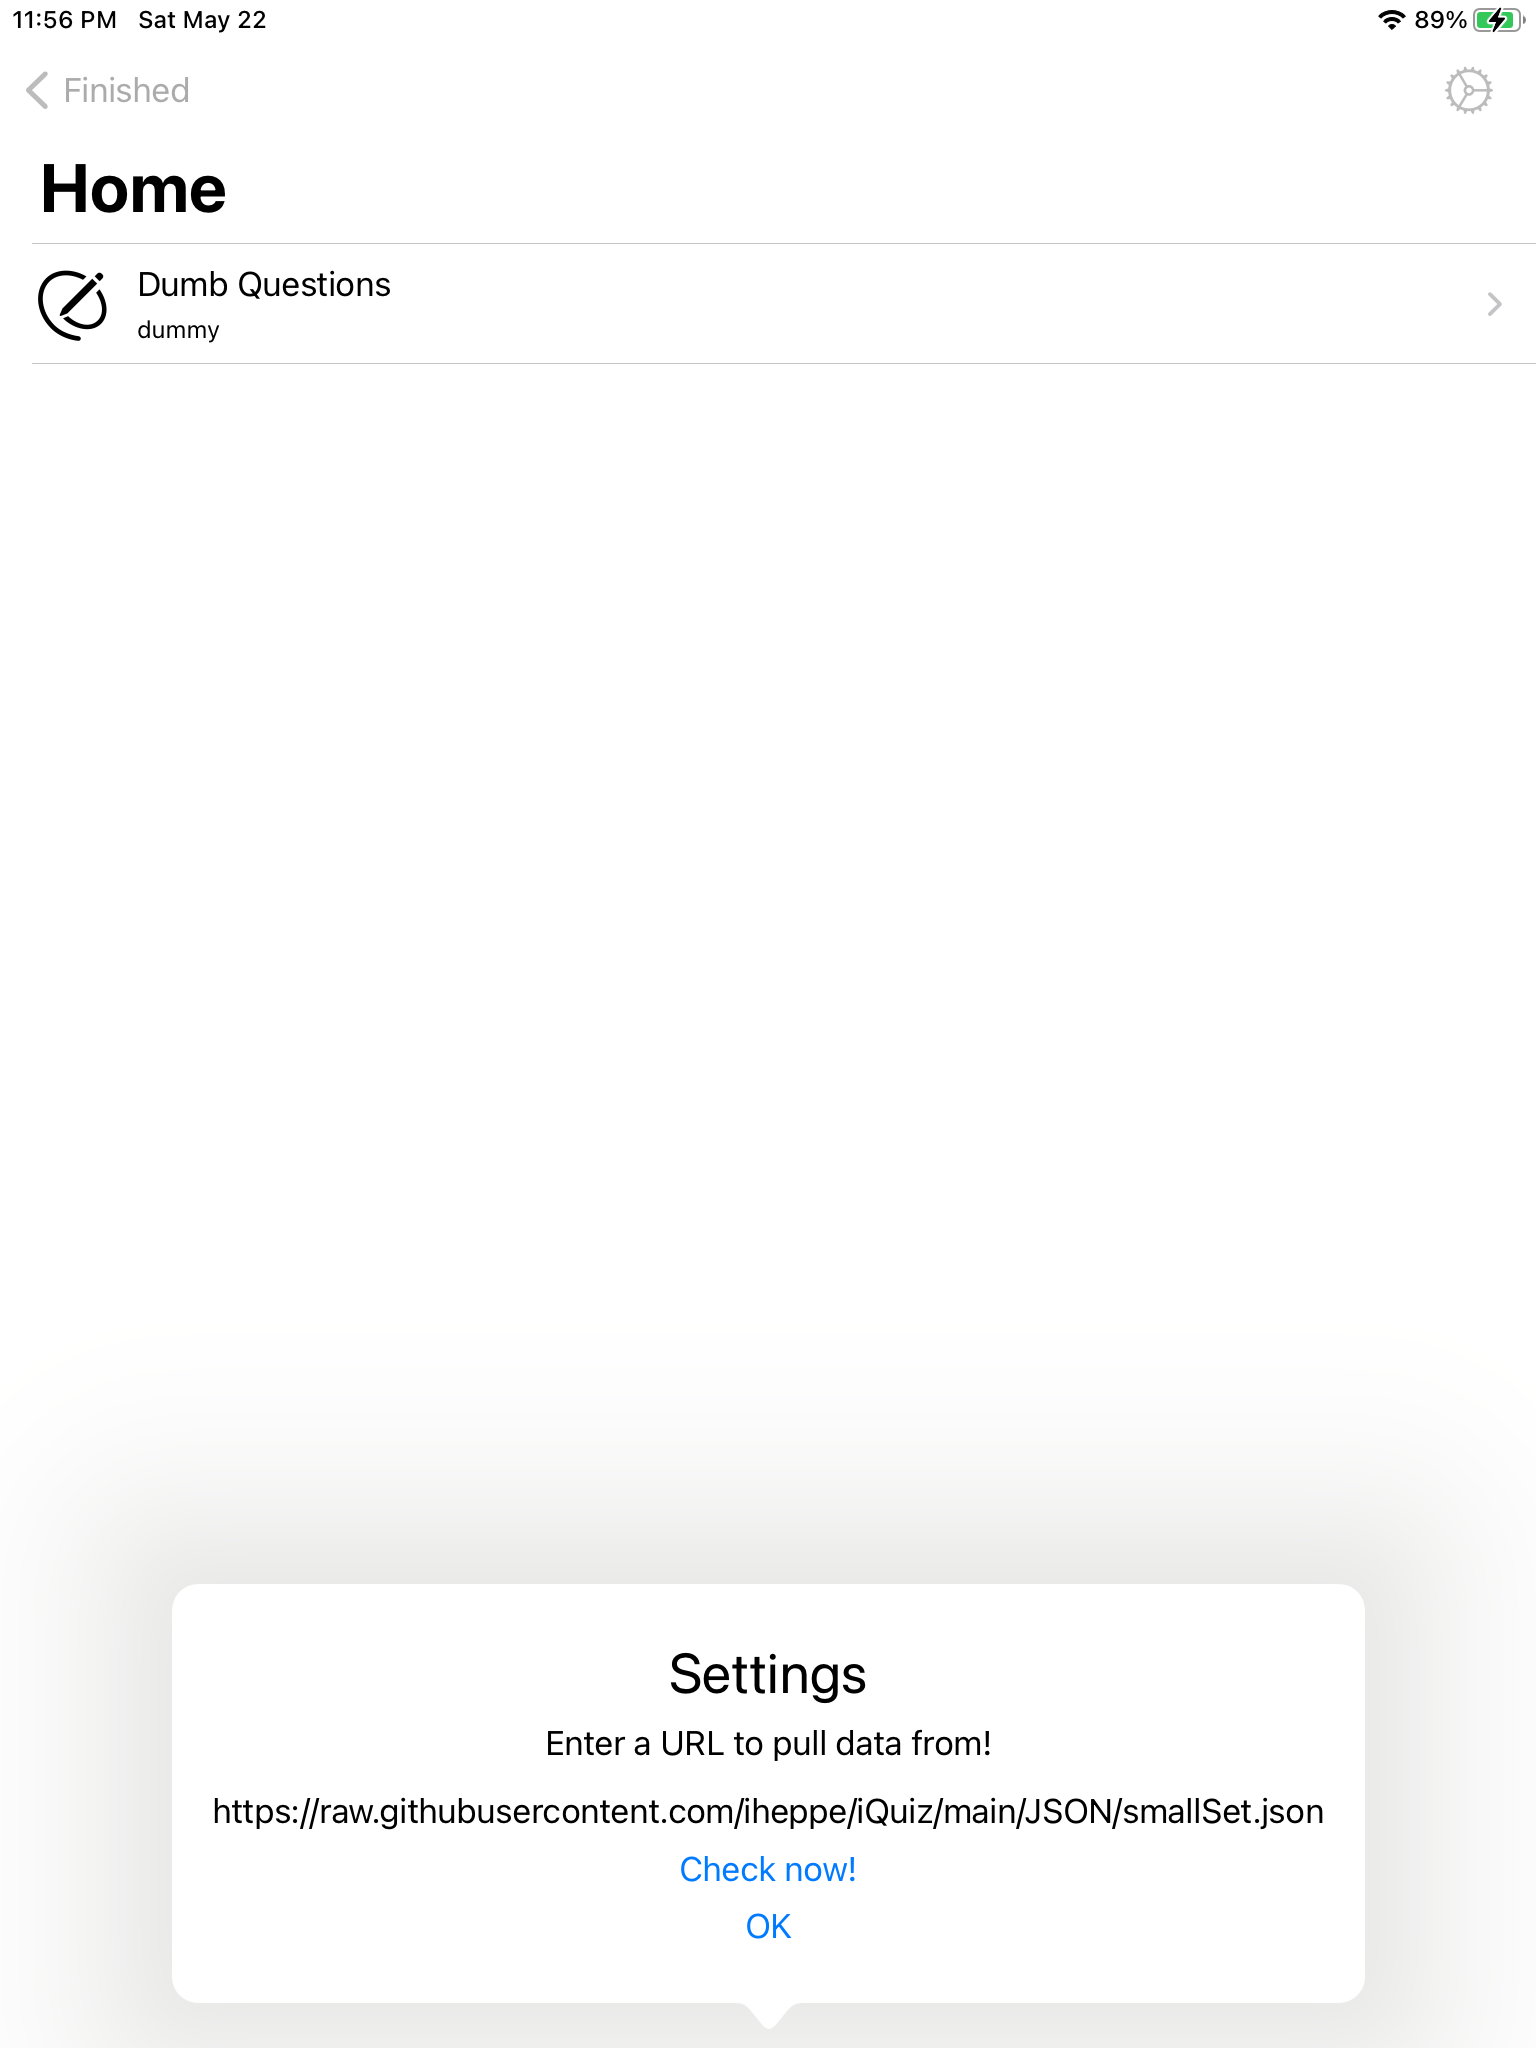 11:56 PM Sat May 22 89%
Finished
Home
Dumb Questions
dummy
Settings
Enter a URL to pull data from!
https://raw.githubusercontent.com/iheppe/iQuiz/main/JSON/smallSet.json
Check now!
OK